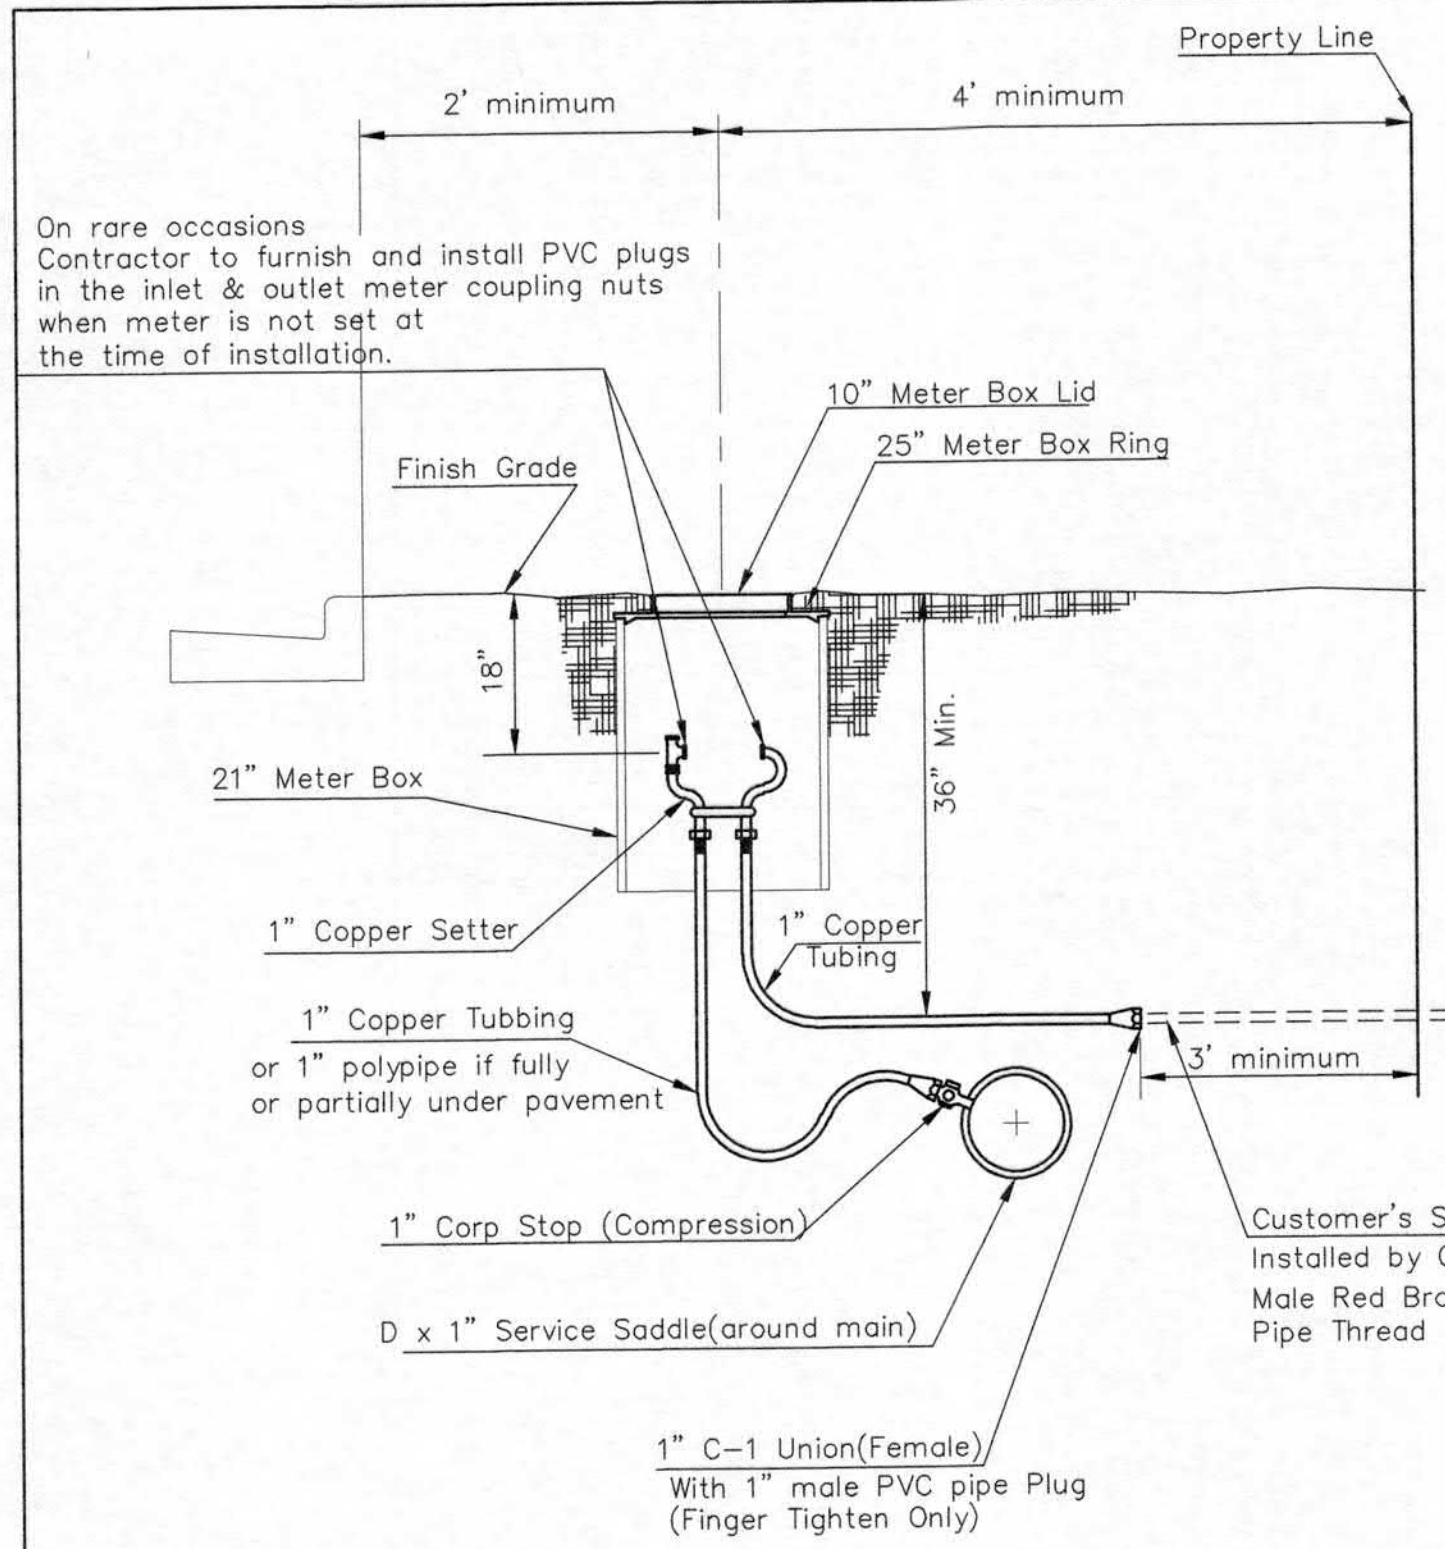 Property Line
2' minimum
4' minimum
On rare occasions
Contractor to furnish and install PVC plugs
in the inlet & outlet meter coupling nuts
when meter is not set at
the time of installation.
10" Meter Box Lid
25" Meter Box Ring
Finish Grade
18"
36" Min.
21" Meter Box
1" Copper Setter
1" Copper
Tubing
1" Copper Tubbing
or 1" polypipe if fully
or partially under pavement
3' minimum
1" Corp Stop (Compression)
Customer's
Installed by
Male Red
Pipe Thread
D x 1" Service Saddle(around main)
1" C-1 Union(Female)
With 1" male PVC pipe Plug
(Finger Tighten Only)